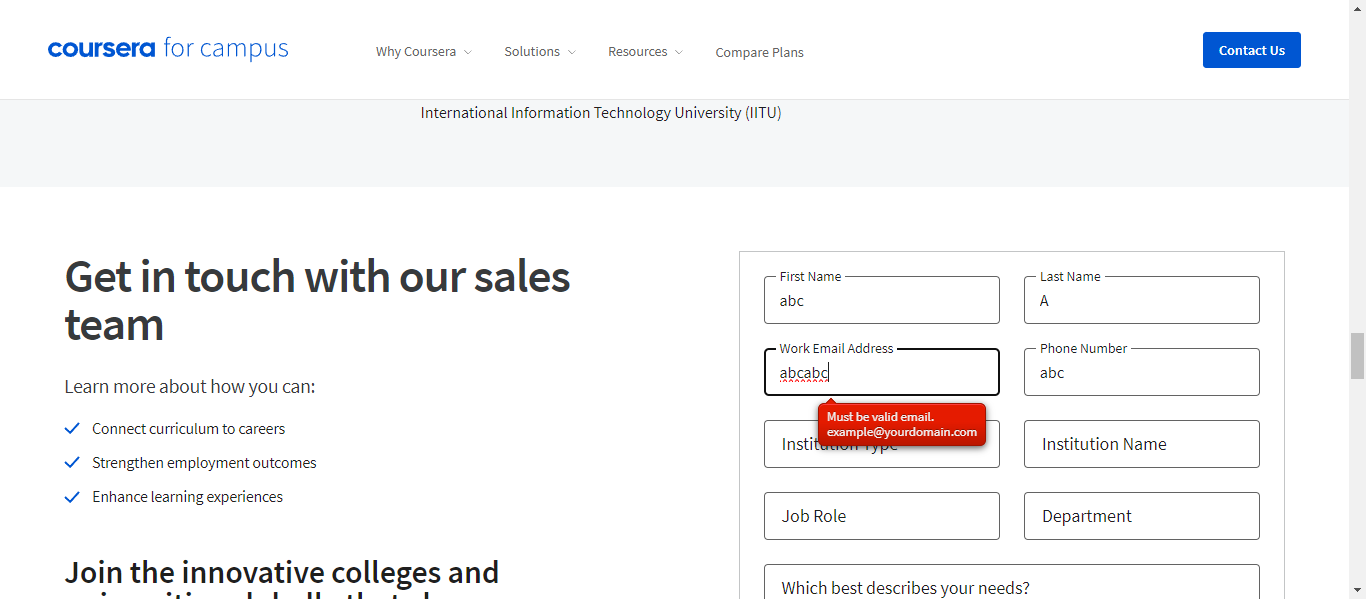 coursera for campus
Why Coursera
Solutions
Resources
Compare Plans
Contact Us
International Information Technology University (IITU)
Get in touch with our sales
team
Learn more about how you can:
Connect curriculum to careers
Strengthen employment outcomes
Enhance learning experiences
Join the innovative colleges and
First Name
abc
Last Name
A
Work Email Address
abcabc
Phone Number
abc
Must be valid email.
example@yourdomain.com
Institution Type
Institution Name
Job Role
Department
Which best describes your needs?